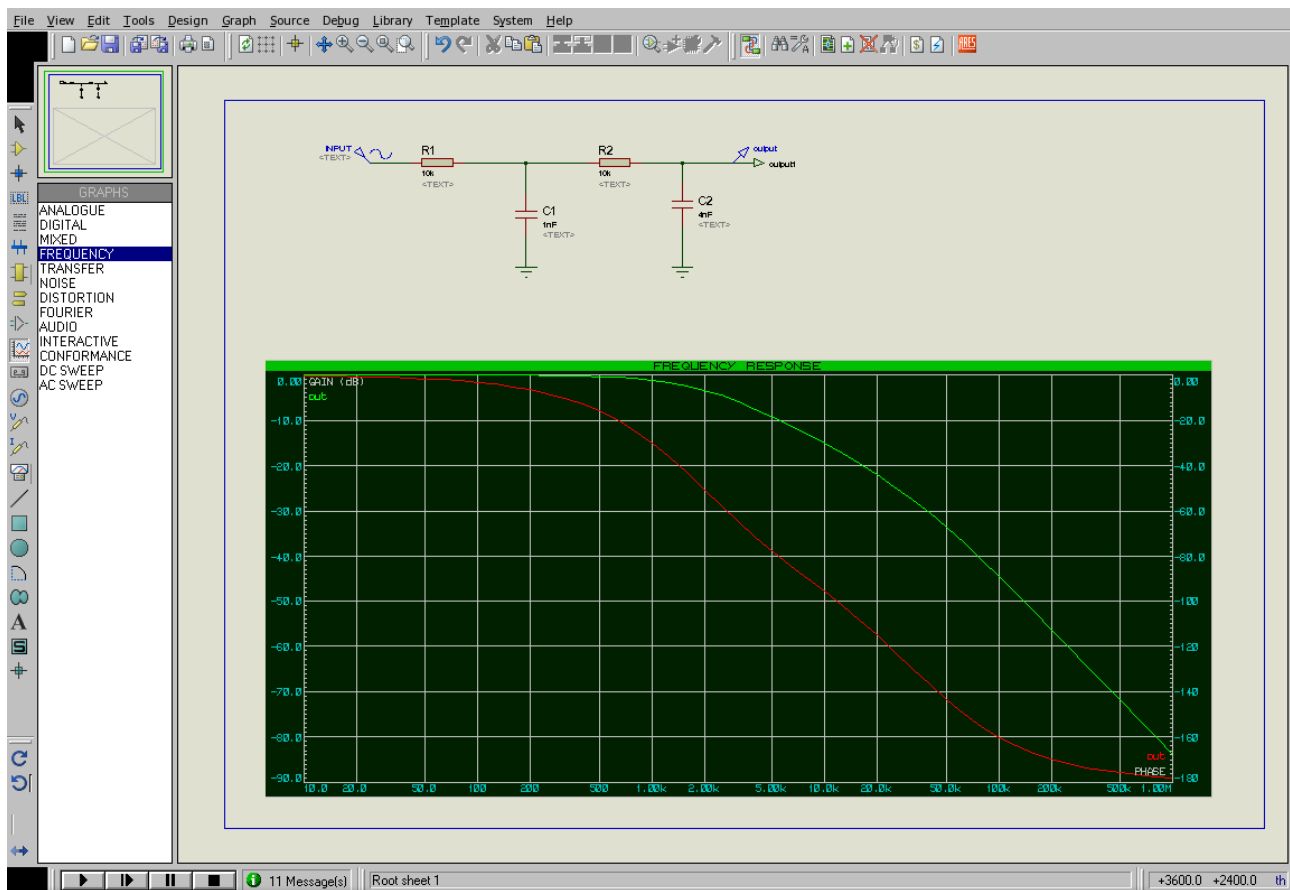 File View Edit Tools Design Graph Source Debug Library Template System Help
LBL
ARES
GRAPHS
ANALOGUE
DIGITAL
MIXED
FREQUENCY
TRANSFER
NOISE
DISTORTION
FOURIER
AUDIO
INTERACTIVE
CONFORMANCE
DC SWEEP
AC SWEEP
V
I
A
S
INPUT
<TEXT>
R1
10k
<TEXT>
R2
10k
<TEXT>
output
output1
C1
1nF
<TEXT>
C2
4nF
<TEXT>
FREQUENCY RESPONSE
0.00 GAIN (dB) 0.00
out
-10.0 -20.0
-20.0 -40.0
-30.0 -60.0
-40.0 -80.0
-50.0 -100
-60.0 -120
-70.0 -140
-80.0 -160
out
PHASE
-90.0 -180
10.0 20.0 50.0 100 200 500 1.00k 2.00k 5.00k 10.0k 20.0k 50.0k 100k 200k 500k 1.00M
11 Message(s) Root sheet 1 +3600.0 +2400.0 th